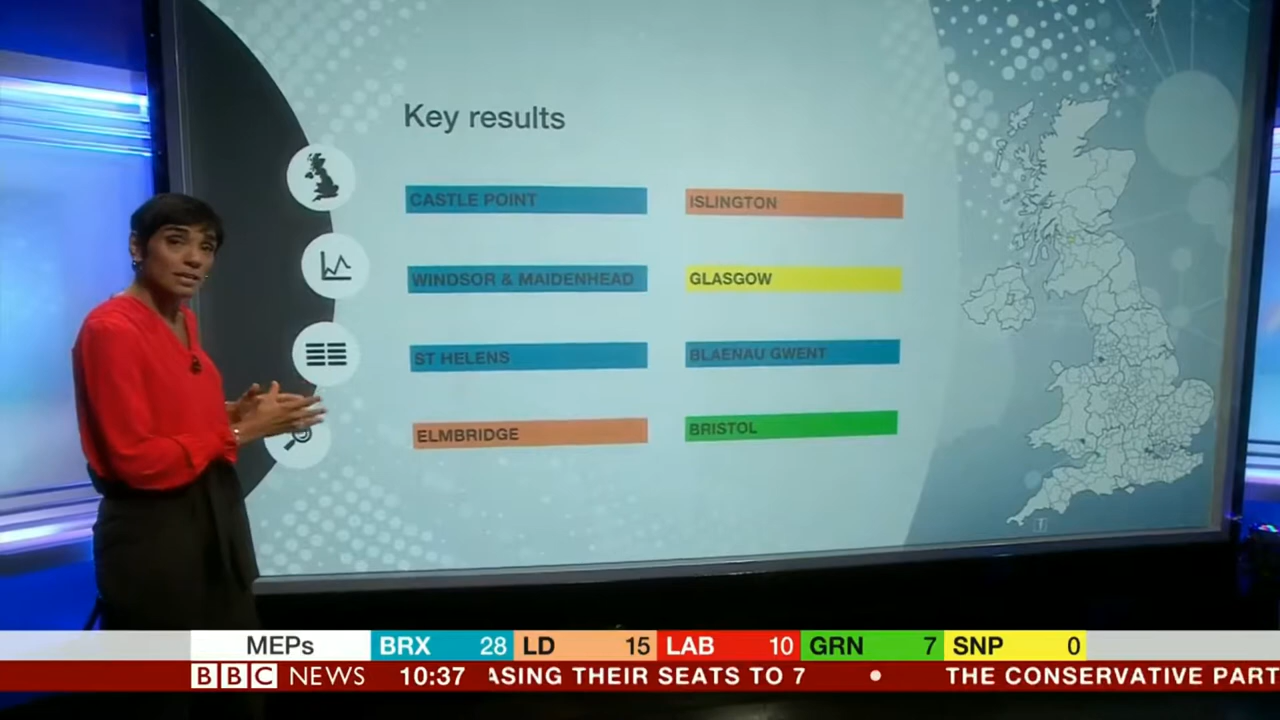 Key results
CASTLE POINT
ISLINGTON
WINDSOR & MAIDENHEAD
GLASGOW
ST HELENS
BLAENAU GWENT
ELMBRIDGE
BRISTOL
MEPs BRX 28 LD 15 LAB 10 GRN 7 SNP 0
BBC NEWS 10:37 ASING THEIR SEATS TO 7 • THE CONSERVATIVE PART